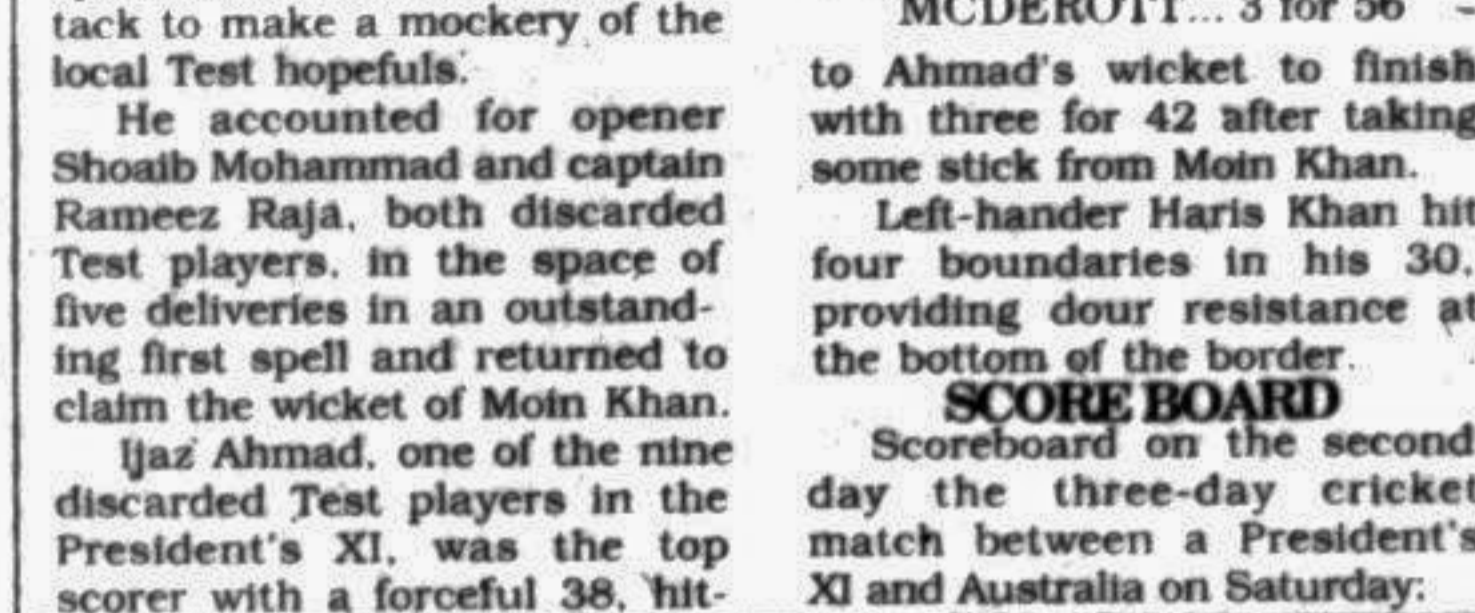 tack to make a mockery of the
local Test hopefuls.
He accounted for opener
Shoaib Mohammad and captain
Rameez Raja, both discarded
Test players, in the space of
five deliveries in an outstand-
ing first spell and returned to
claim the wicket of Moin Khan.
Ijaz Ahmad, one of the nine
discarded Test players in the
President's XI, was the top
scorer with a forceful 38, hit-
MCDEROTT... 3 for 56
to Ahmad's wicket to finish
with three for 42 after taking
some stick from Moin Khan.
Left-hander Haris Khan hit
four boundaries in his 30,
providing dour resistance at
the bottom of the border.
SCORE BOARD
Scoreboard on the second
day the three-day cricket
match between a President's
XI and Australia on Saturday: